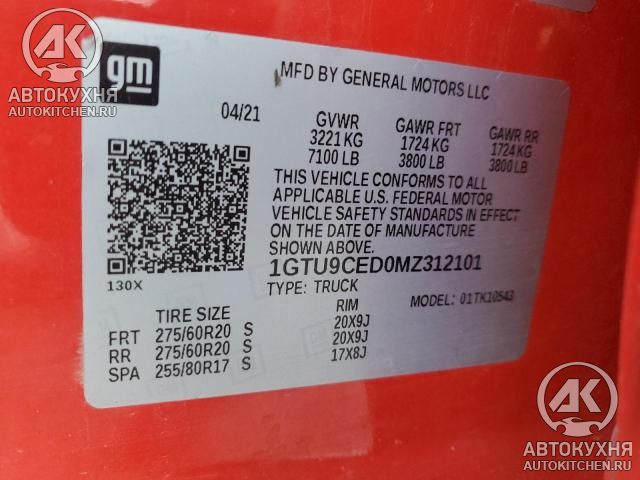 AK
АВТОКУХНЯ
AUTOKITCHEN.RU
gm
MFD BY GENERAL MOTORS LLC
04/21 GVWR GAWR FRT GAWR RR
3221 KG 1724 KG 1724 KG
7100 LB 3800 LB 3800 LB
THIS VEHICLE CONFORMS TO ALL
APPLICABLE U.S. FEDERAL MOTOR
VEHICLE SAFETY STANDARDS IN EFFECT
ON THE DATE OF MANUFACTURE
SHOWN ABOVE.
1GTU9CED0MZ312101
TYPE: TRUCK MODEL: 01TK10543
130X
TIRE SIZE RIM
FRT 275/60R20 S 20X9J
RR 275/60R20 S 20X9J
SPA 255/80R17 S 17X8J
AK
АВТОКУХНЯ
AUTOKITCHEN.RU